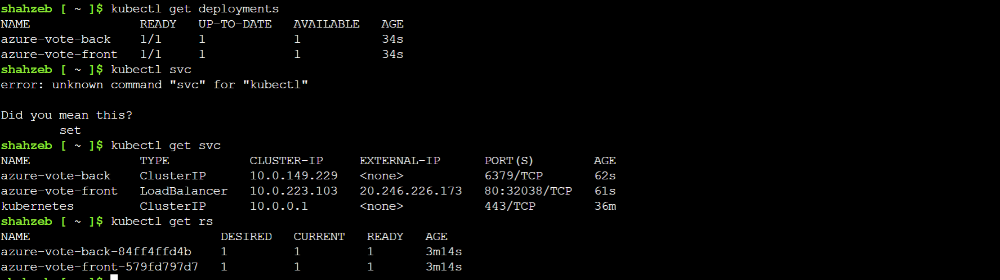 shahzeb [ ~ ]$ kubectl get deployments
NAME               READY   UP-TO-DATE   AVAILABLE   AGE
azure-vote-back    1/1     1            1           34s
azure-vote-front   1/1     1            1           34s
shahzeb [ ~ ]$ kubectl svc
error: unknown command "svc" for "kubectl"
Did you mean this?
        set
shahzeb [ ~ ]$ kubectl get svc
NAME               TYPE           CLUSTER-IP     EXTERNAL-IP      PORT(S)        AGE
azure-vote-back    ClusterIP      10.0.149.229   <none>           6379/TCP       62s
azure-vote-front   LoadBalancer   10.0.223.103   20.246.226.173   80:32038/TCP   61s
kubernetes         ClusterIP      10.0.0.1       <none>           443/TCP        36m
shahzeb [ ~ ]$ kubectl get rs
NAME                          DESIRED   CURRENT   READY   AGE
azure-vote-back-84ff4ffd4b    1         1         1       3m14s
azure-vote-front-579fd797d7   1         1         1       3m14s
shahzeb [ ~ ]$